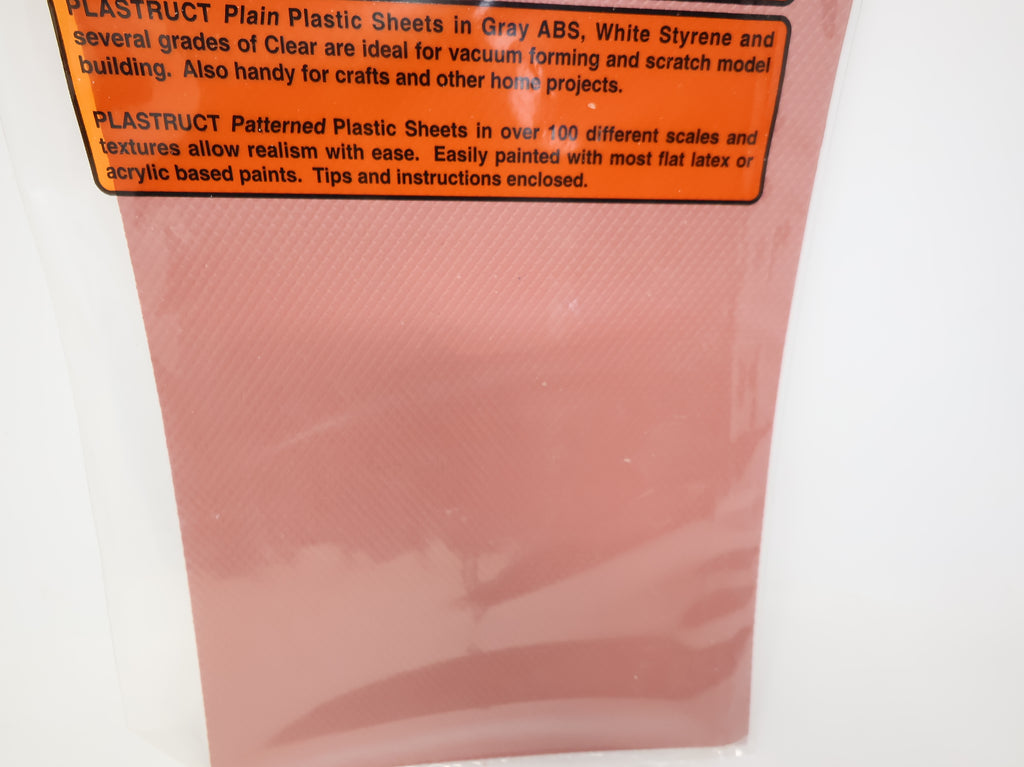 PLASTRUCT Plain Plastic Sheets in Gray ABS, White Styrene and
several grades of Clear are ideal for vacuum forming and scratch model
building. Also handy for crafts and other home projects.
PLASTRUCT Patterned Plastic Sheets in over 100 different scales and
textures allow realism with ease. Easily painted with most flat latex or
acrylic based paints. Tips and instructions enclosed.